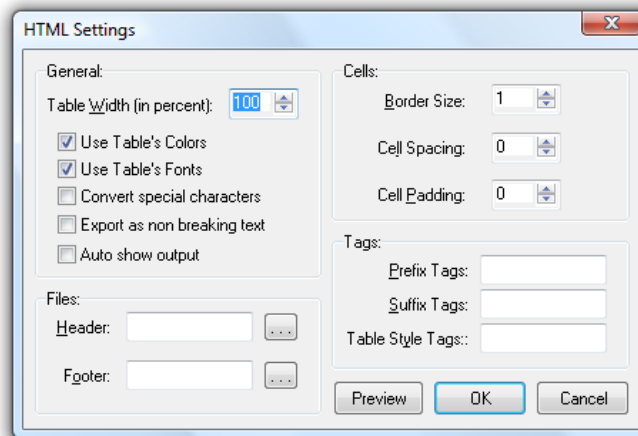 HTML Settings
General:
Table Width (in percent): 100
Use Table's Colors
Use Table's Fonts
Convert special characters
Export as non breaking text
Auto show output
Files:
Header: ...
Footer: ...
Cells:
Border Size: 1
Cell Spacing: 0
Cell Padding: 0
Tags:
Prefix Tags:
Suffix Tags:
Table Style Tags::
Preview OK Cancel